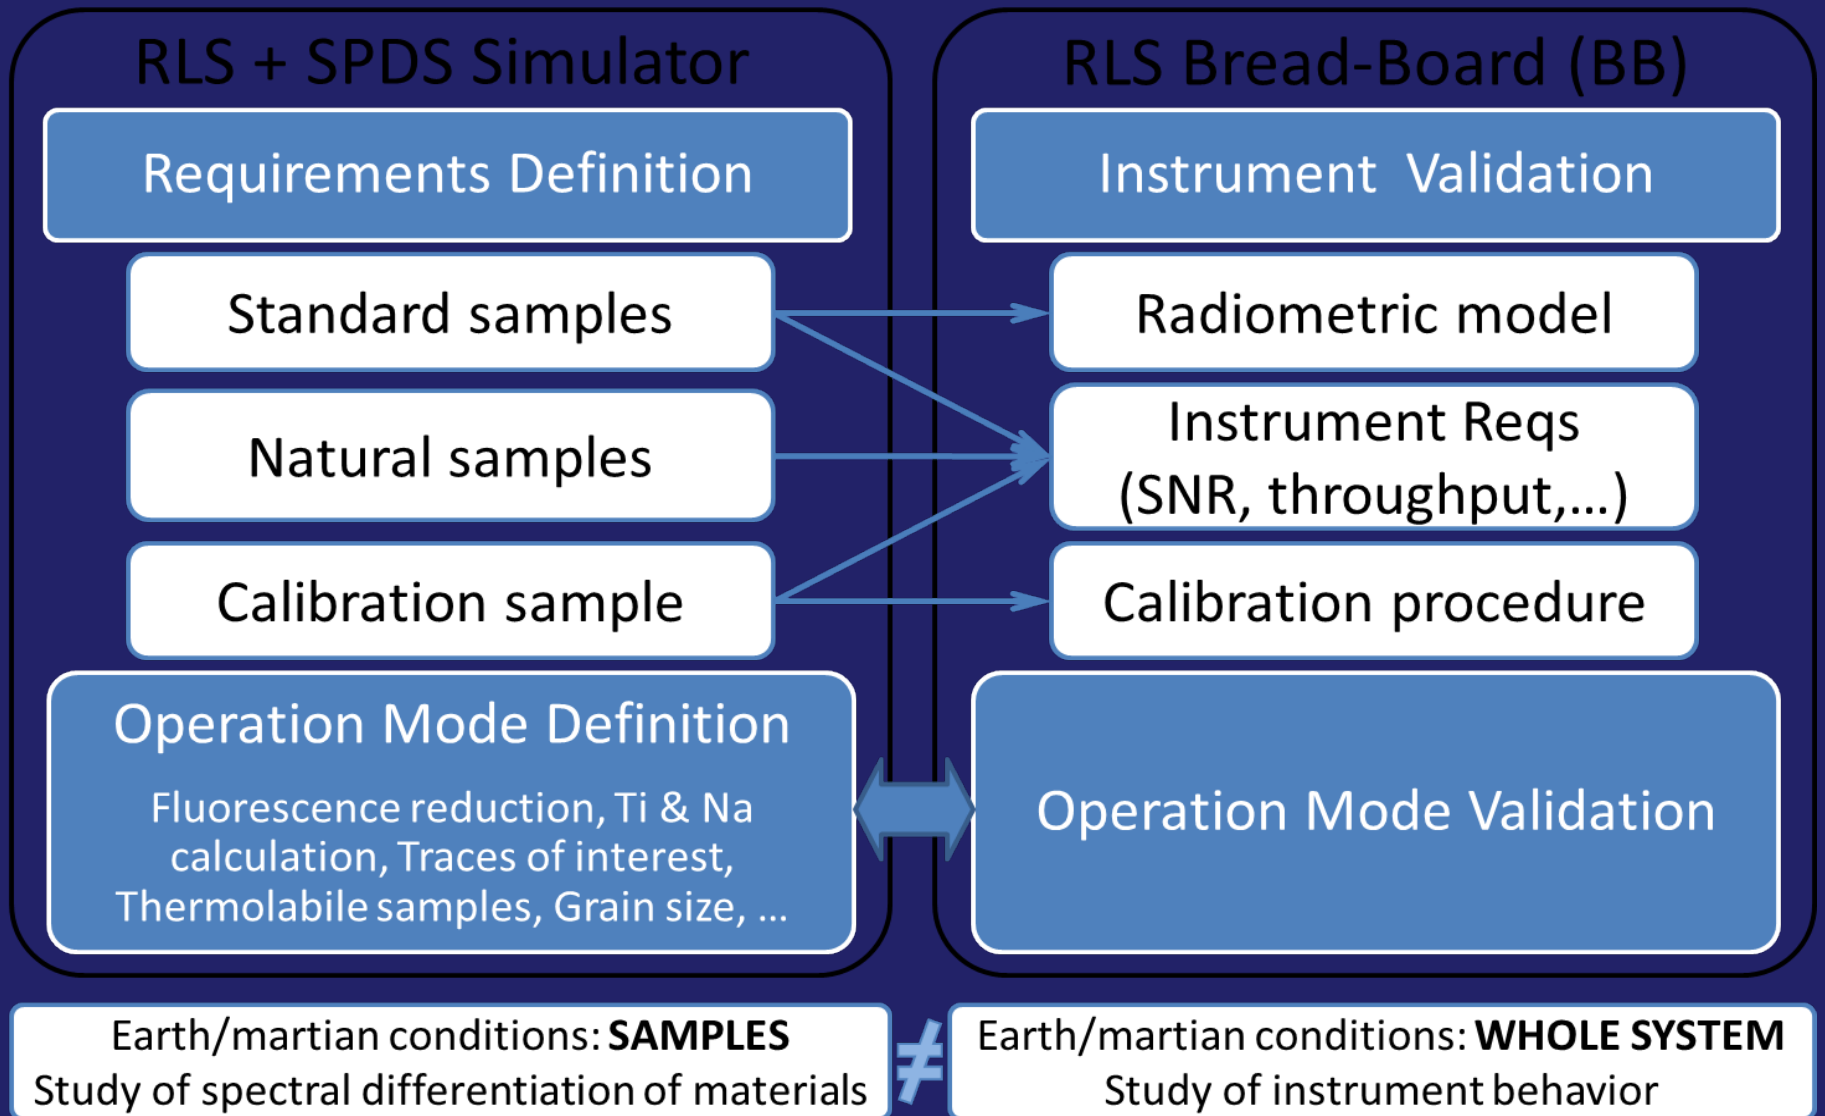 RLS + SPDS Simulator
Requirements Definition
Standard samples
Natural samples
Calibration sample
Operation Mode Definition
Fluorescence reduction, Ti & Na
calculation, Traces of interest,
Thermolabile samples, Grain size, ...
Earth/martian conditions: SAMPLES
Study of spectral differentiation of materials
≠
RLS Bread-Board (BB)
Instrument Validation
Radiometric model
Instrument Reqs
(SNR, throughput,...)
Calibration procedure
Operation Mode Validation
Earth/martian conditions: WHOLE SYSTEM
Study of instrument behavior